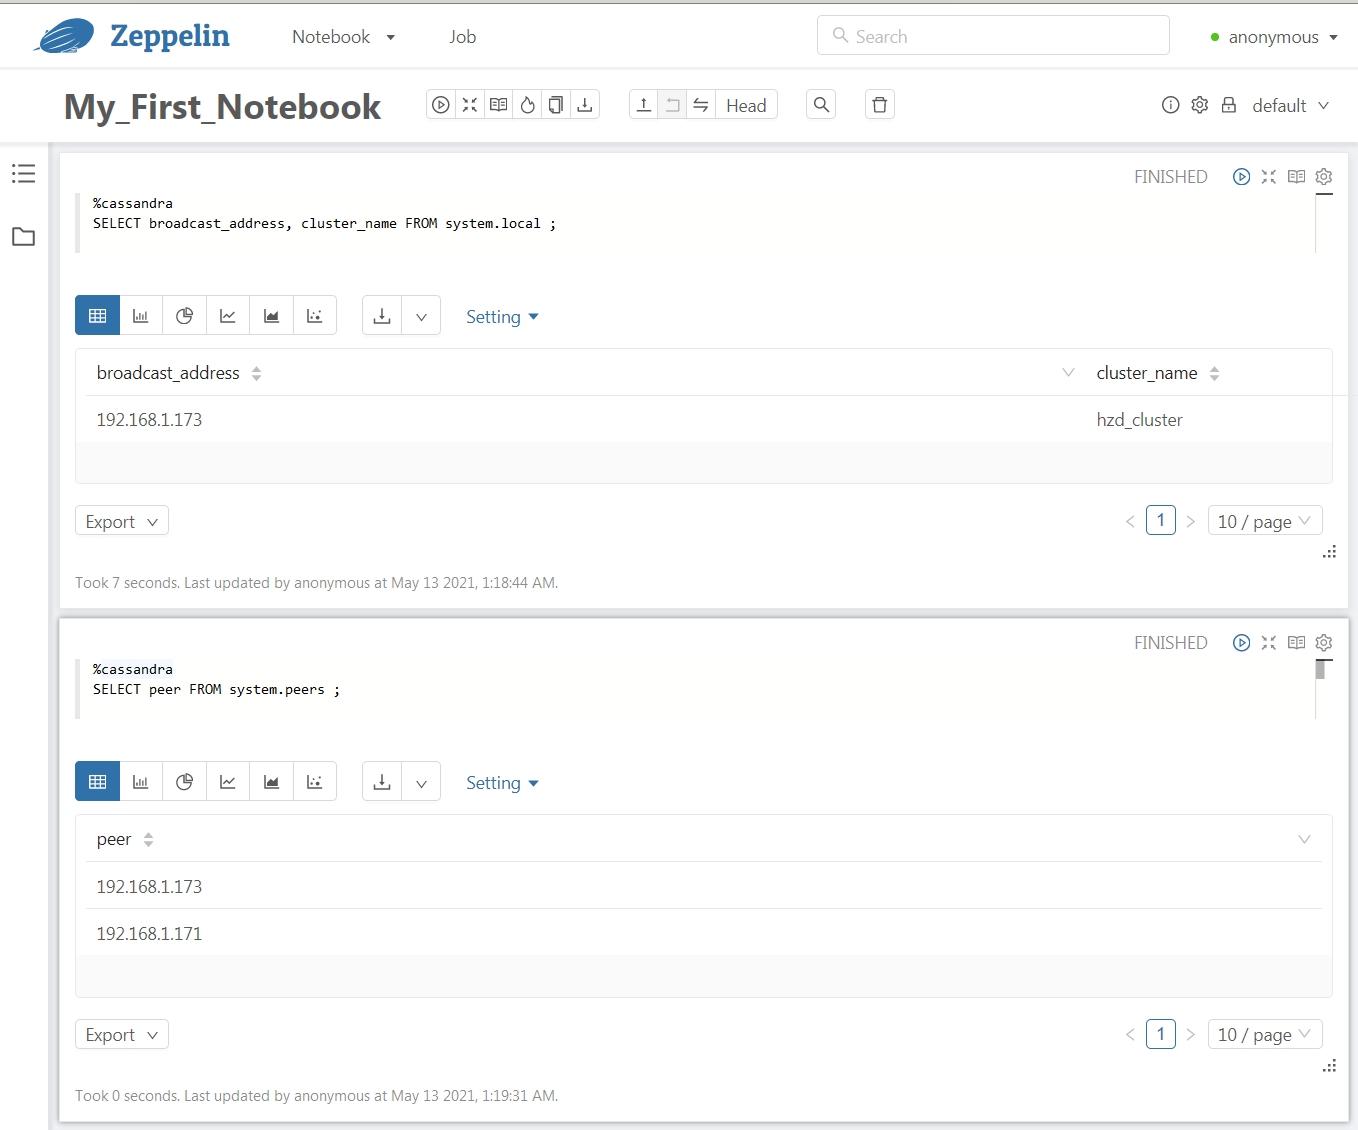 Zeppelin Notebook Job Search anonymous
My_First_Notebook Head default
FINISHED
%cassandra
SELECT broadcast_address, cluster_name FROM system.local ;
Setting
broadcast_address cluster_name
192.168.1.173 hzd_cluster
Export < 1 > 10 / page
Took 7 seconds. Last updated by anonymous at May 13 2021, 1:18:44 AM.
FINISHED
%cassandra
SELECT peer FROM system.peers ;
Setting
peer
192.168.1.173
192.168.1.171
Export < 1 > 10 / page
Took 0 seconds. Last updated by anonymous at May 13 2021, 1:19:31 AM.